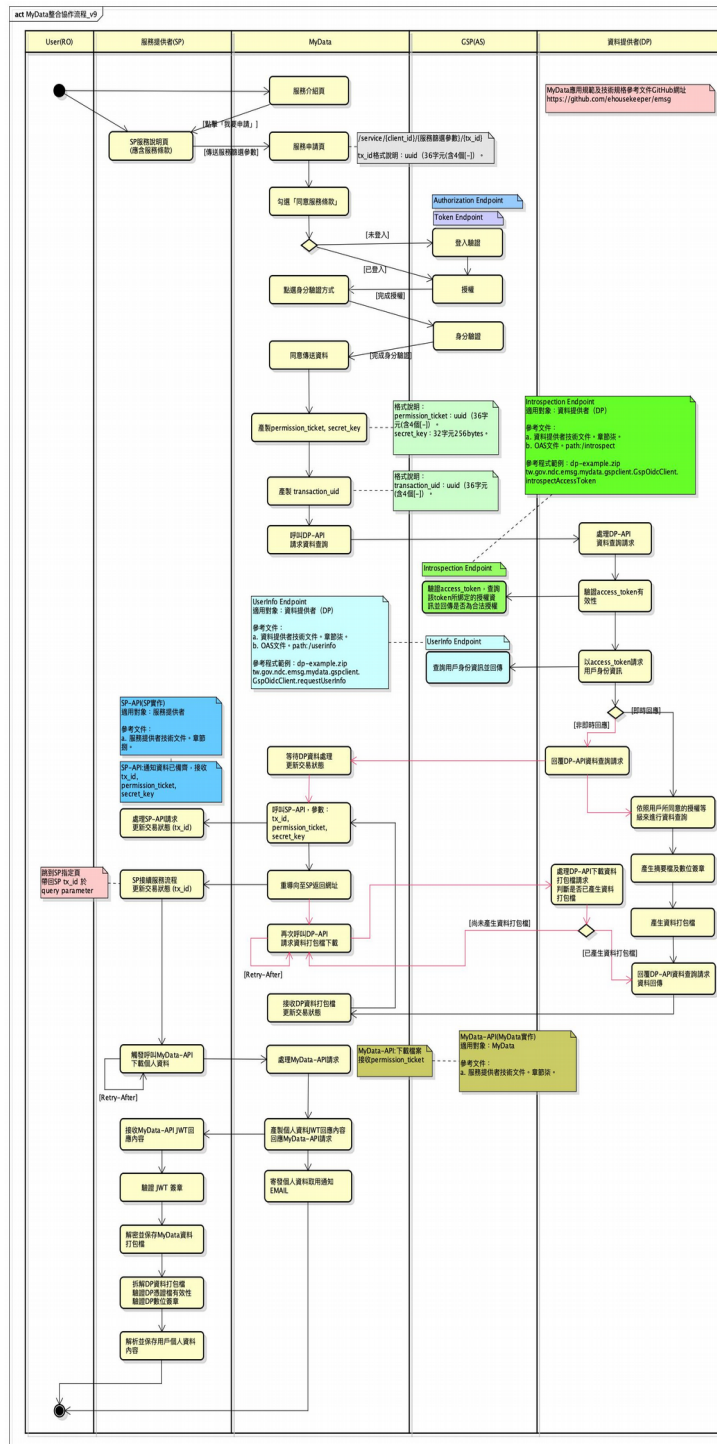 act MyData整合協作流程_v9
User(RO)
服務提供者(SP)
MyData
GSP(AS)
資料提供者(DP)
服務介紹頁
MyData應用規範及技術規格參考文件GitHub網址
https://github.com/ehousekeeper/emsg
[點擊「我要申請」]
SP服務說明頁
(應含服務條款)
[傳送服務篩選參數]
服務申請頁
/service/{client_id}/{服務篩選參數}/{tx_id}
tx_id格式說明：uuid（36字元(含4個[-]）。
勾選「同意服務條款」
Authorization Endpoint
Token Endpoint
[未登入]
登入驗證
[已登入]
點選身分驗證方式
[完成授權]
授權
身分驗證
同意傳送資料
[完成身分驗證]
產製permission_ticket, secret_key
格式說明：
permission_ticket：uuid（36字
元(含4個[-]）。
secret_key：32字元256bytes。
Introspection Endpoint
適用對象：資料提供者（DP）
參考文件：
a. 資料提供者技術文件。章節柒。
b. OAS文件。path:/introspect
參考程式範例：dp-example.zip
tw.gov.ndc.emsg.mydata.gspclient.GspOidcClient.
introspectAccessToken
產製 transaction_uid
格式說明：
transaction_uid：uuid（36字元
(含4個[-]）。
呼叫DP-API
請求資料查詢
處理DP-API
資料查詢請求
Introspection Endpoint
驗證access_token。查詢
該token所綁定的授權資
訊並回傳是否為合法授權
驗證access_token有
效性
UserInfo Endpoint
適用對象：資料提供者（DP）
參考文件：
a. 資料提供者技術文件。章節柒。
b. OAS文件。path:/userinfo
參考程式範例：dp-example.zip
tw.gov.ndc.emsg.mydata.gspclient.
GspOidcClient.requestUserInfo
UserInfo Endpoint
查詢用戶身份資訊並回傳
以access_token請求
用戶身份資訊
SP-API(SP實作)
適用對象：服務提供者
參考文件：
a. 服務提供者技術文件。章節
[即時回應]
[非即時回應]
等待DP資料處理
更新交易狀態
回覆DP-API資料查詢請求
SP-API:通知資料已備齊，接收
tx_id,
permission_ticket,
secret_key
處理SP-API請求
更新交易狀態 (tx_id)
呼叫SP-API，參數：
tx_id,
permission_ticket,
secret_key
依照用戶所同意的授權等
級來進行資料查詢
跳到SP指定頁
帶回SP tx_id 於
query parameter
SP接續服務流程
更新交易狀態 (tx_id)
重導向至SP返回網址
處理DP-API下載資料
打包檔請求
判斷是否已產生資料
打包檔
產生摘要檔及數位簽章
再次呼叫DP-API
請求資料打包檔下載
[尚未產生資料打包檔]
產生資料打包檔
[Retry-After]
[已產生資料打包檔]
回覆DP-API資料查詢請求
資料回傳
接收DP資料打包檔
更新交易狀態
觸發呼叫MyData-API
下載個人資料
處理MyData-API請求
MyData-API:下載檔案
接收permission_ticket
MyData-API(MyData實作)
適用對象：MyData
參考文件：
a. 服務提供者技術文件。章節柒。
[Retry-After]
接收MyData-API JWT回
應內容
產製個人資料JWT回應內容
回應MyData-API請求
驗證 JWT 簽章
寄發個人資料取用通知
EMAIL
解密並保存MyData資料
打包檔
拆解DP資料打包檔
驗證DP憑證檔有效性
驗證DP數位簽章
解析並保存用戶個人資料
內容